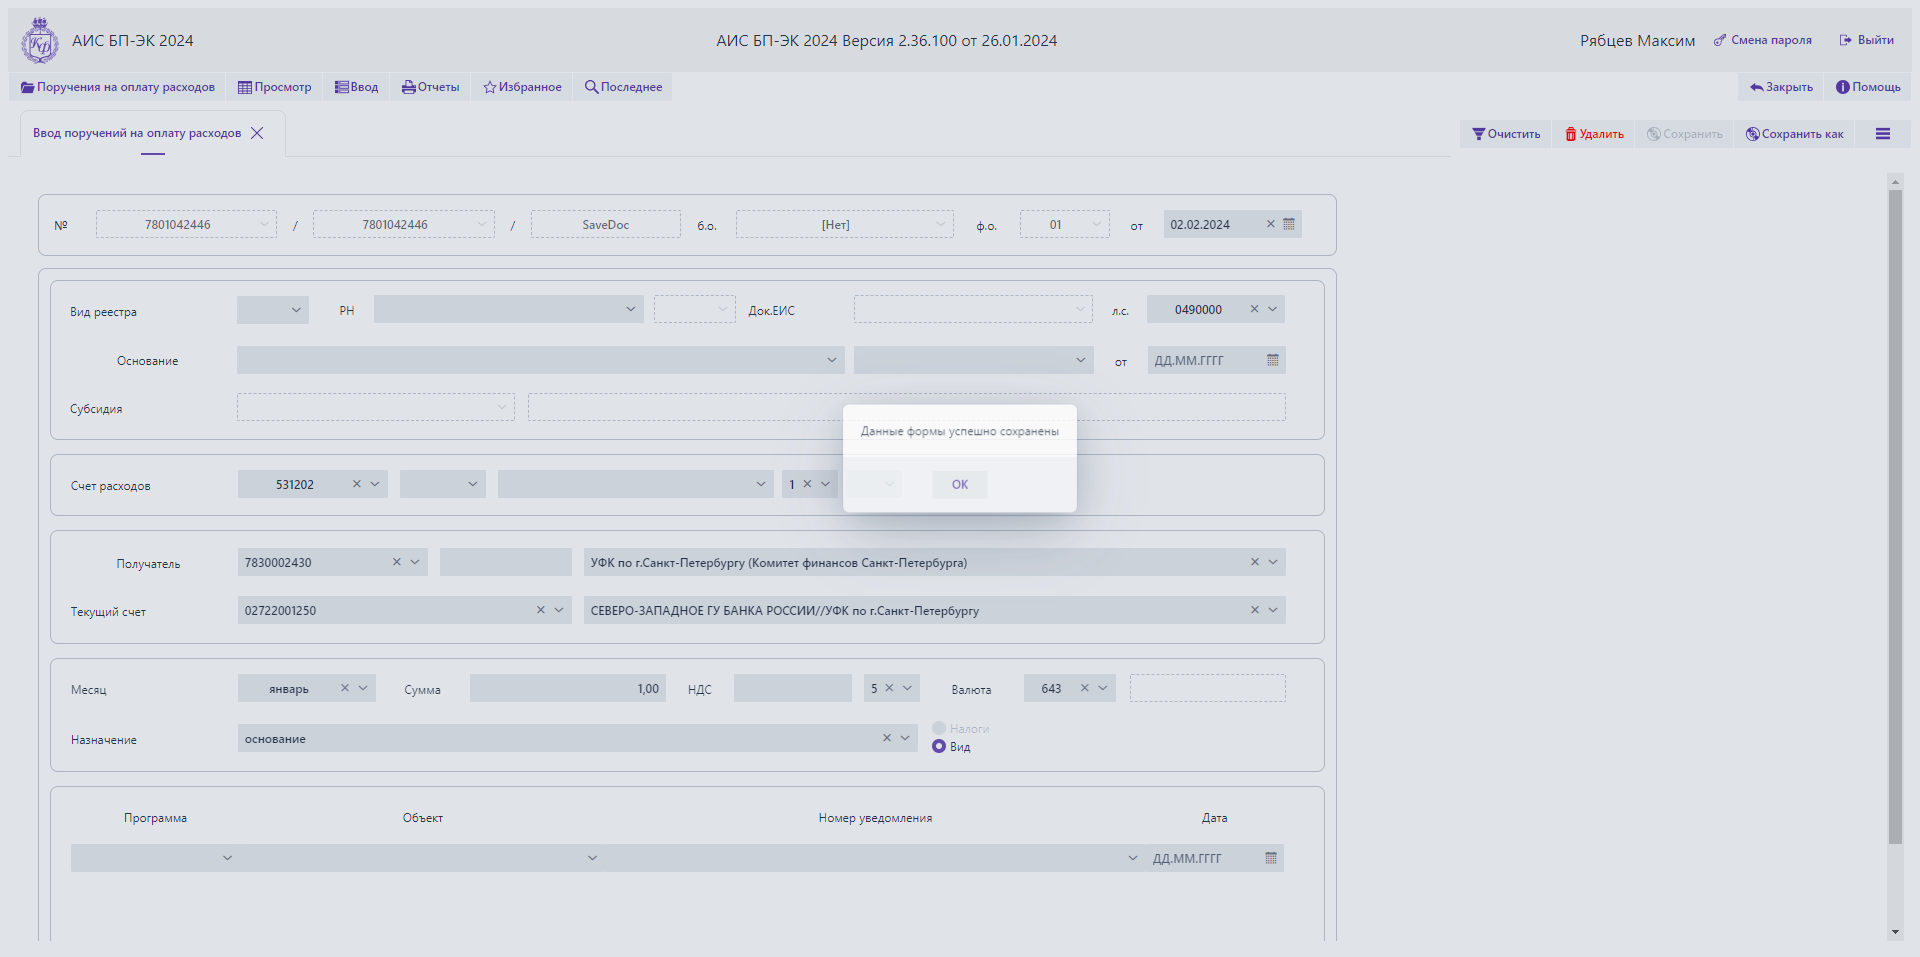 АИС БП-ЭК 2024
АИС БП-ЭК 2024 Версия 2.36.100 от 26.01.2024
Рябцев Максим
Смена пароля
Выйти
Поручения на оплату расходов
Просмотр
Ввод
Отчеты
Избранное
Последнее
Закрыть
Помощь
Ввод поручений на оплату расходов
Очистить
Удалить
Сохранить
Сохранить как
№ 7801042446 / 7801042446 / SaveDoc б.о. [Нет] ф.о. 01 от 02.02.2024
Вид реестра РН Док.ЕИС л.с. 0490000
Основание от ДД.ММ.ГГГГ
Субсидия
Данные формы успешно сохранены
ОК
Счет расходов 531202 1
Получатель 7830002430 УФК по г.Санкт-Петербургу (Комитет финансов Санкт-Петербурга)
Текущий счет 02722001250 СЕВЕРО-ЗАПАДНОЕ ГУ БАНКА РОССИИ//УФК по г.Санкт-Петербургу
Месяц январь Сумма 1,00 НДС 5 Валюта 643
Назначение основание
Налоги
Вид
Программа Объект Номер уведомления Дата
ДД.ММ.ГГГГ